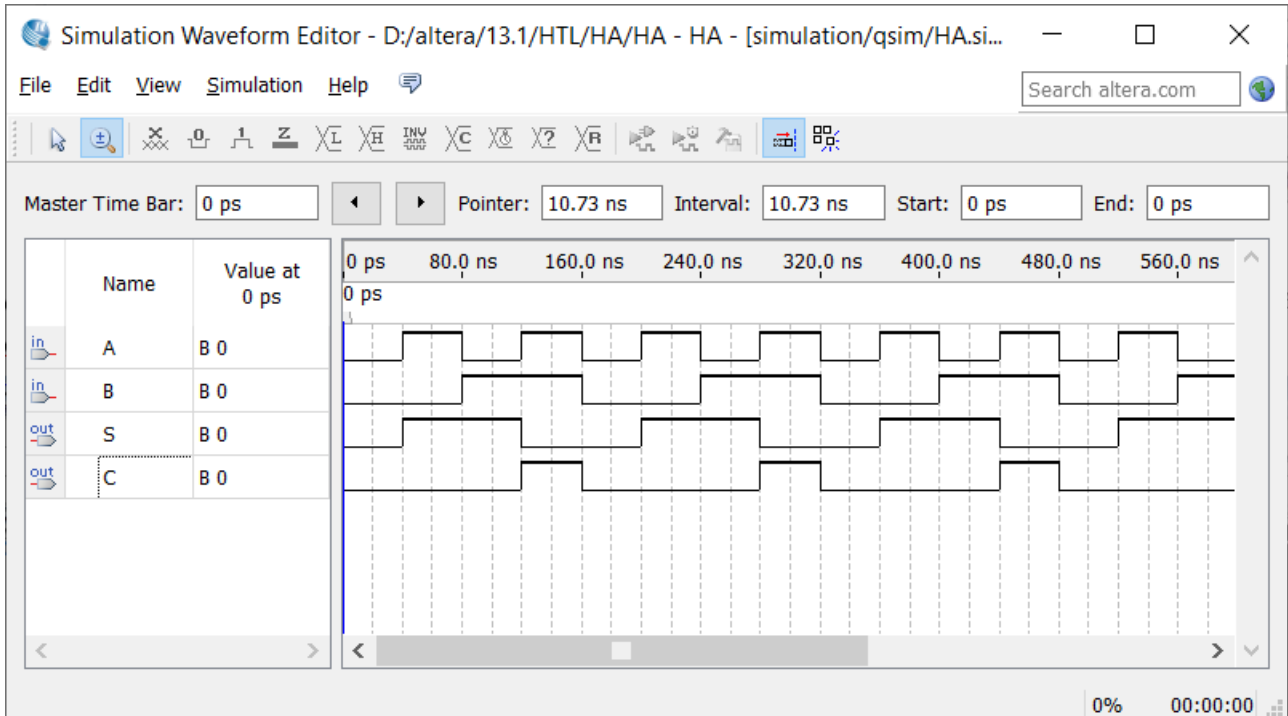 Simulation Waveform Editor - D:/altera/13.1/HTL/HA/HA - HA - [simulation/qsim/HA.si...
File Edit View Simulation Help
Search altera.com
X 0 1 Z L H INV C ? R
Master Time Bar: 0 ps Pointer: 10.73 ns Interval: 10.73 ns Start: 0 ps End: 0 ps
Name Value at 0 ps
0 ps 80.0 ns 160.0 ns 240.0 ns 320.0 ns 400.0 ns 480.0 ns 560.0 ns
0 ps
in A B 0
in B B 0
out S B 0
out C B 0
0% 00:00:00